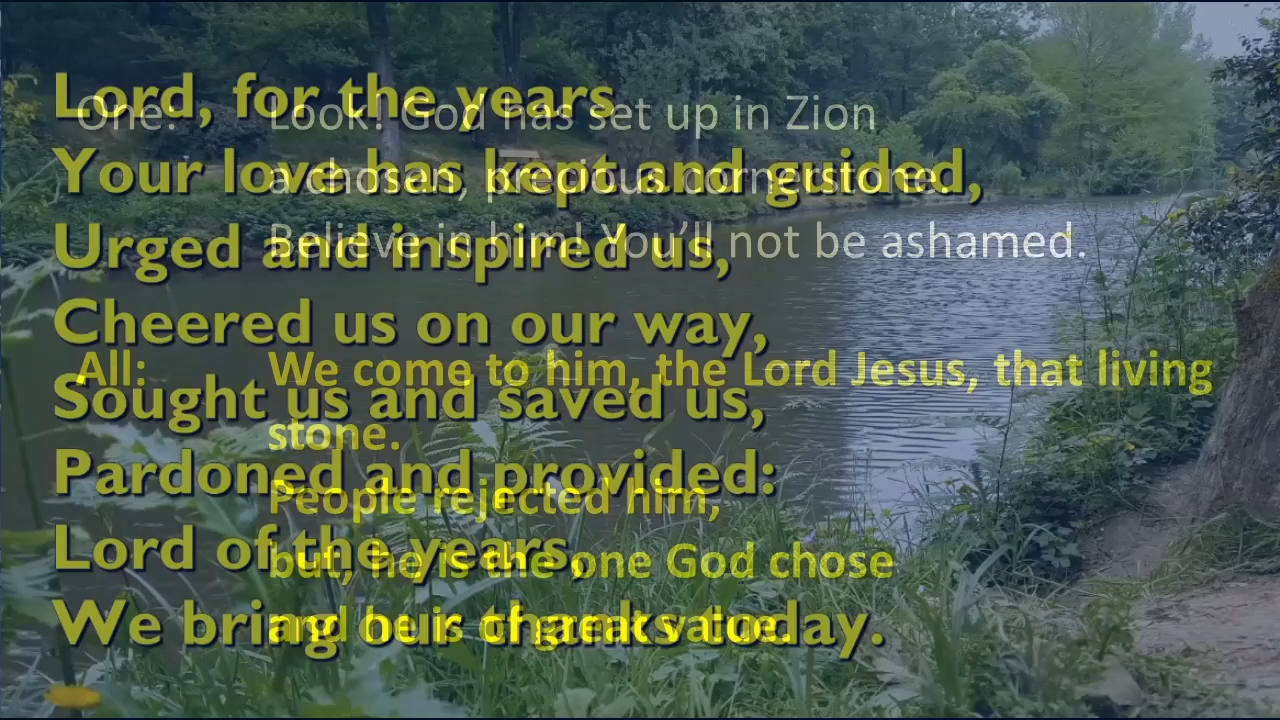 One: Look! God has set up in Zion
a chosen, precious cornerstone.
Believe in him! You'll not be ashamed.
All: We come to him, the Lord Jesus, that living
stone.
People rejected him,
but, he is the one God chose
and he is of great value.
Lord, for the years
Your love has kept and guided,
Urged and inspired us,
Cheered us on our way,
Sought us and saved us,
Pardoned and provided:
Lord of the years,
We bring our thanks today.